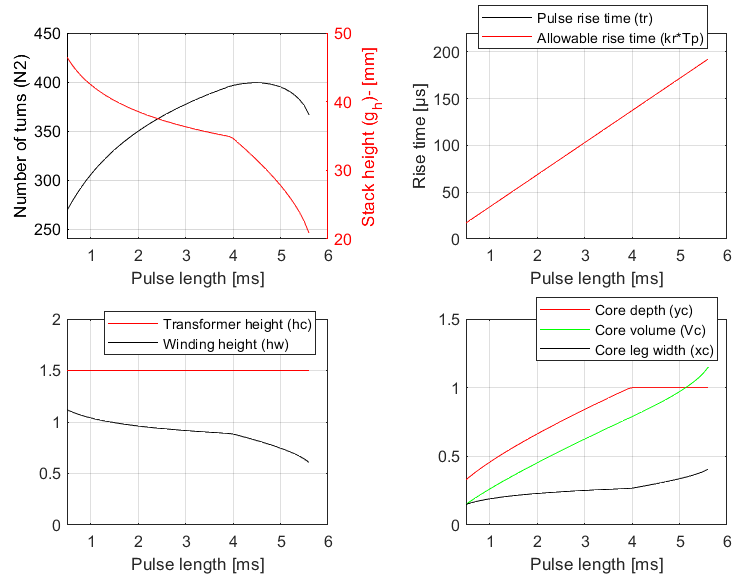 450
400
350
300
250
Number of turns (N2)
50
40
30
20
Stack height (g_h)- [mm]
1 2 3 4 5 6
Pulse length [ms]
Pulse rise time (tr)
Allowable rise time (kr*Tp)
200
150
100
50
0
Rise time [µs]
1 2 3 4 5 6
Pulse length [ms]
Transformer height (hc)
Winding height (hw)
2
1.5
1
0.5
0
1 2 3 4 5 6
Pulse length [ms]
Core depth (yc)
Core volume (Vc)
Core leg width (xc)
1.5
1
0.5
0
1 2 3 4 5 6
Pulse length [ms]